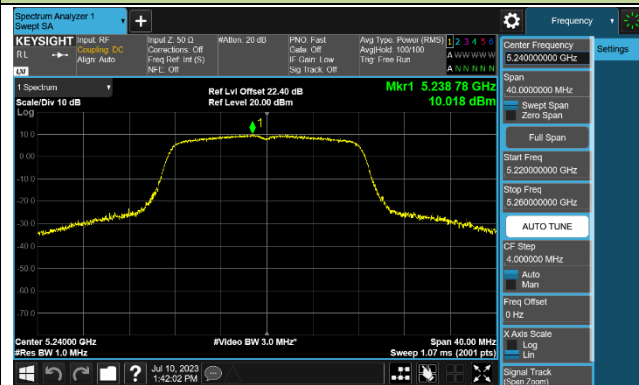 Spectrum Analyzer 1
Swept SA
Frequency
KEYSIGHT
RL
LXI
Input: RF
Coupling: DC
Align: Auto
Input Z: 50 Ω
Corrections: Off
Freq Ref: Int (S)
NFE: Off
#Atten: 20 dB
PNO: Fast
Gate: Off
IF Gain: Low
Sig Track: Off
Avg Type: Power (RMS)
Avg|Hold: 100/100
Trig: Free Run
1 2 3 4 5 6
A W W W W W
A N N N N N
1 Spectrum
Scale/Div 10 dB
Log
Ref Lvl Offset 22.40 dB
Ref Level 20.00 dBm
Mkr1 5.238 78 GHz
10.018 dBm
1
10.0
0.00
-10.0
-20.0
-30.0
-40.0
-50.0
-60.0
-70.0
Center 5.24000 GHz
#Res BW 1.0 MHz
#Video BW 3.0 MHz*
Span 40.00 MHz
Sweep 1.07 ms (2001 pts)
Jul 10, 2023
1:42:02 PM
Center Frequency
5.240000000 GHz
Settings
Span
40.0000000 MHz
Swept Span
Zero Span
Full Span
Start Freq
5.220000000 GHz
Stop Freq
5.260000000 GHz
AUTO TUNE
CF Step
4.000000 MHz
Auto
Man
Freq Offset
0 Hz
X Axis Scale
Log
Lin
Signal Track
(Span Zoom)